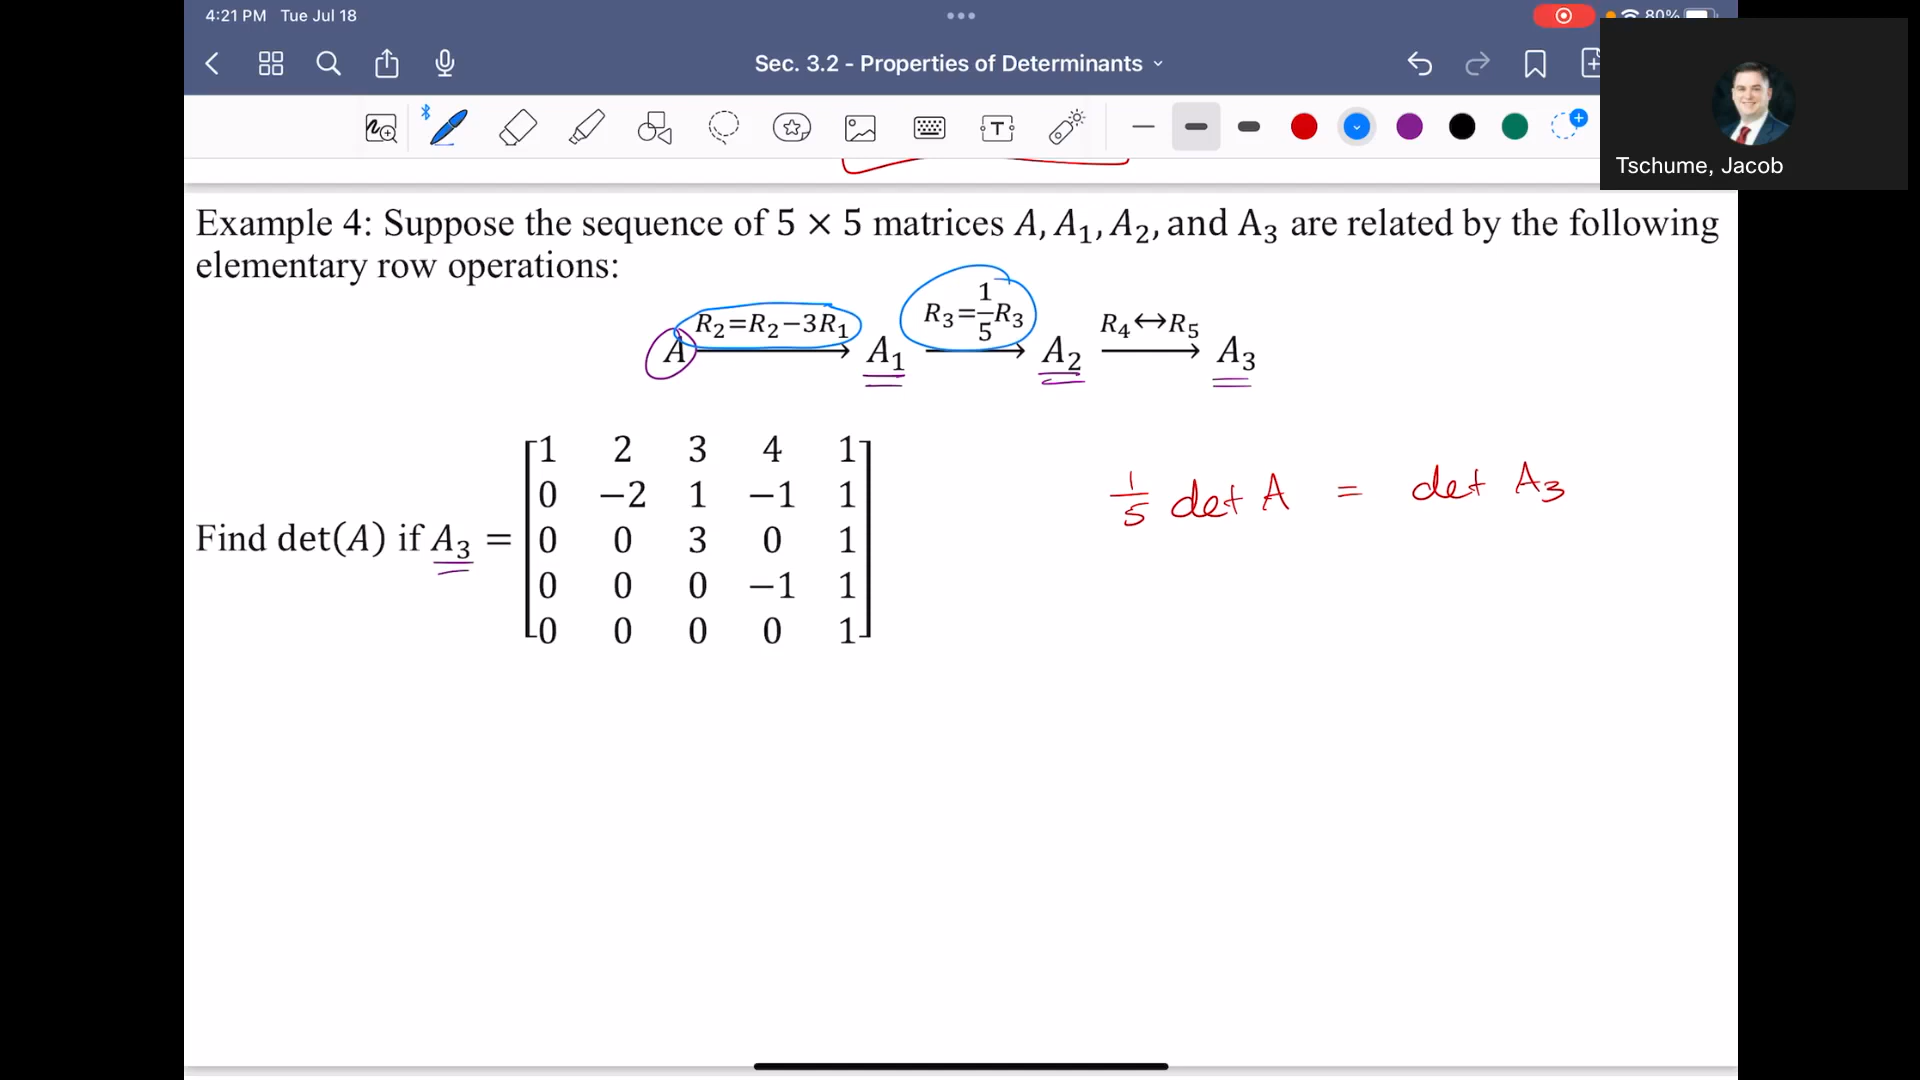 4:21 PM Tue Jul 18
80%
Sec. 3.2 - Properties of Determinants
Tschume, Jacob
Example 4: Suppose the sequence of 5 × 5 matrices A, A₁, A₂, and A₃ are related by the following
elementary row operations:
A R₂=R₂−3R₁ → A₁ R₃=1/5R₃ → A₂ R₄↔R₅ → A₃
Find det(A) if A₃ =
1 2 3 4 1
0 −2 1 −1 1
0 0 3 0 1
0 0 0 −1 1
0 0 0 0 1
1/5 det A = det A₃